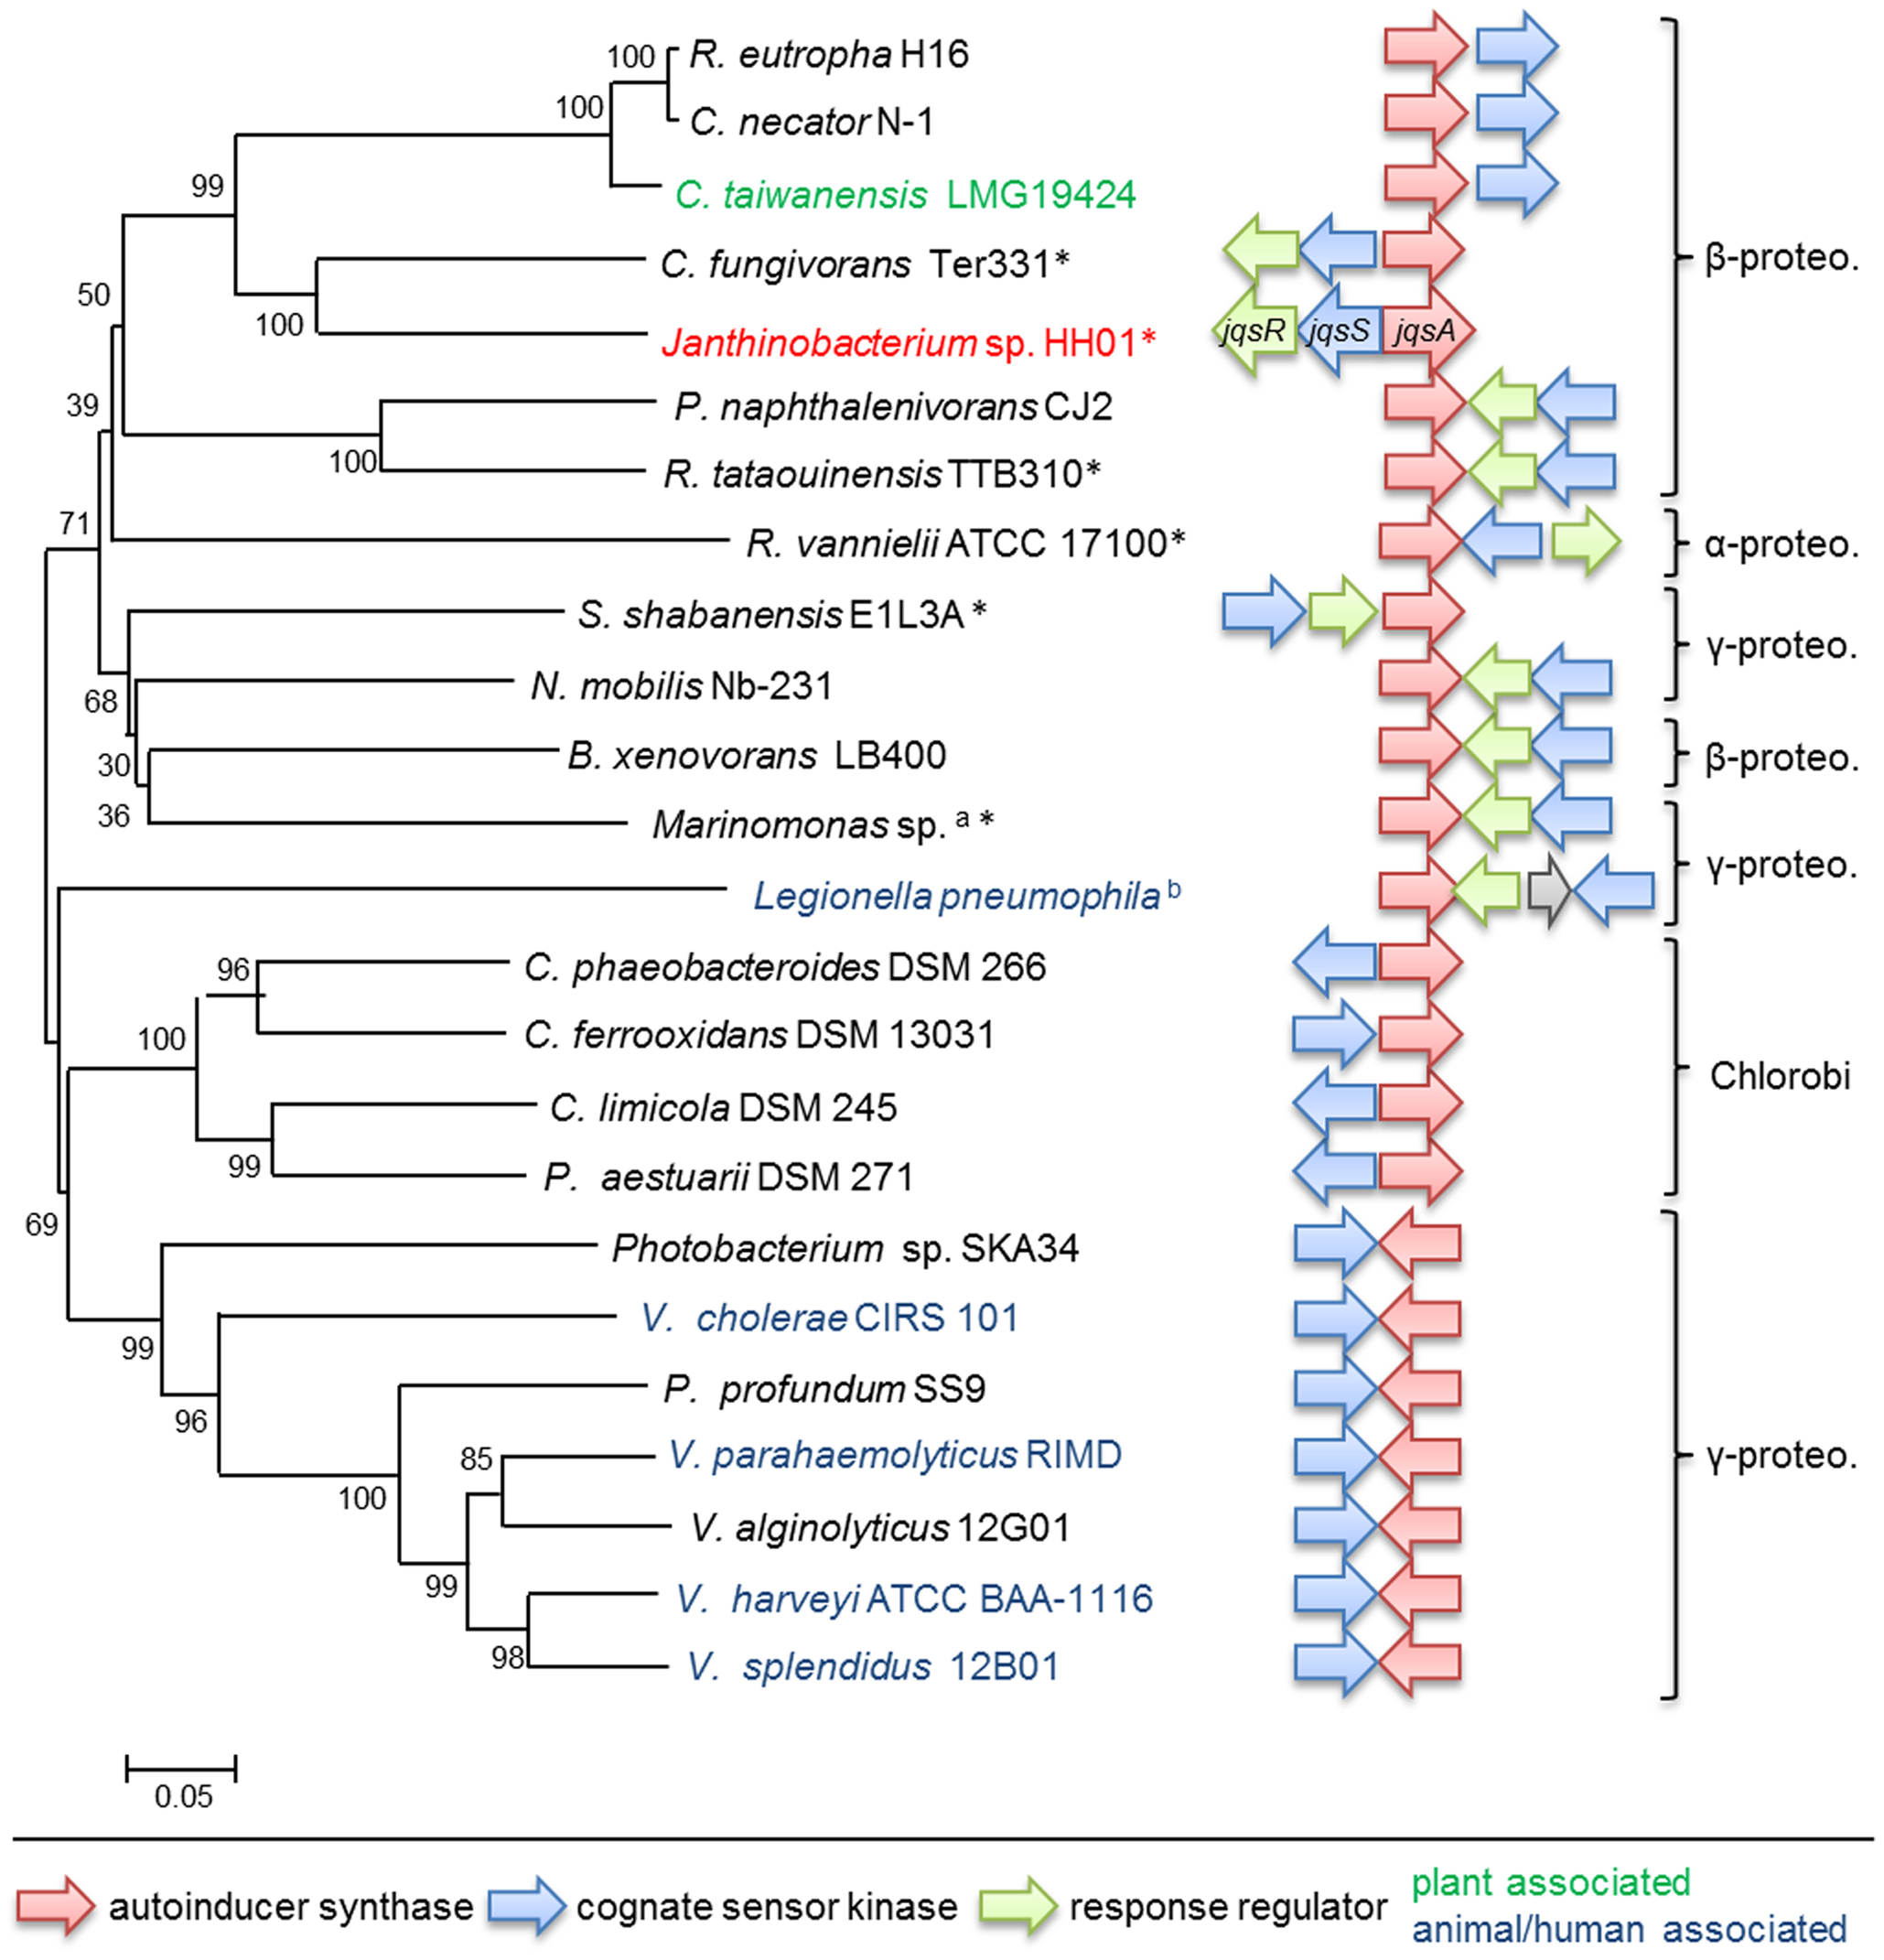 100 R. eutropha H16
100
C. necator N-1
99 C. taiwanensis LMG19424
C. fungivorans Ter331*
β-proteo.
50
100 Janthinobacterium sp. HH01*
jqsR jqsS jqsA
39 P. naphthalenivorans CJ2
100 R. tataouinensis TTB310*
71 R. vannielii ATCC 17100*
α-proteo.
S. shabanensis E1L3A *
γ-proteo.
68 N. mobilis Nb-231
30 B. xenovorans LB400
β-proteo.
36 Marinomonas sp. a *
γ-proteo.
Legionella pneumophila b
96 C. phaeobacteroides DSM 266
100 C. ferrooxidans DSM 13031
Chlorobi
C. limicola DSM 245
99 P. aestuarii DSM 271
69 Photobacterium sp. SKA34
99 V. cholerae CIRS 101
96 P. profundum SS9
85 V. parahaemolyticus RIMD
γ-proteo.
100 V. alginolyticus 12G01
99 V. harveyi ATCC BAA-1116
98 V. splendidus 12B01
0.05
autoinducer synthase cognate sensor kinase response regulator
plant associated
animal/human associated